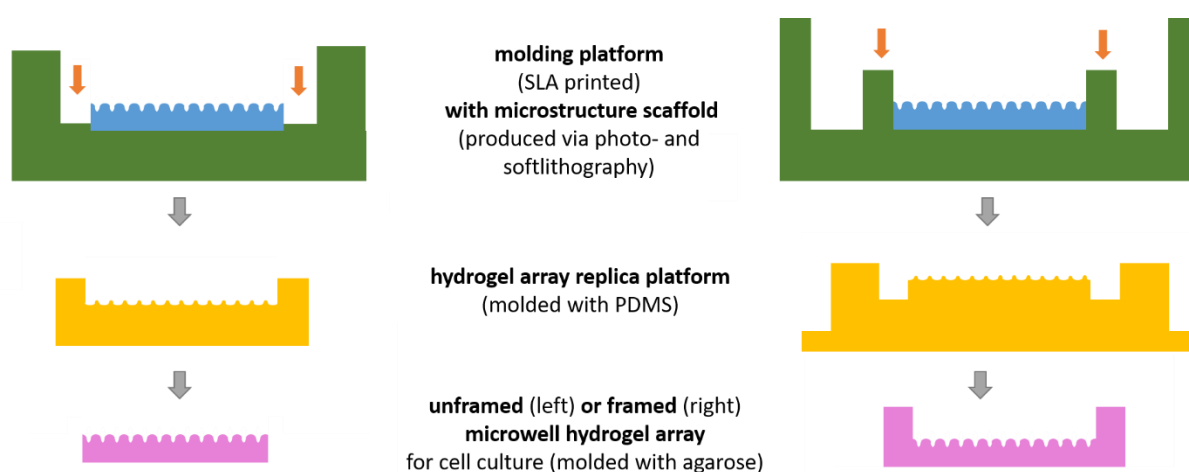 molding platform
(SLA printed)
with microstructure scaffold
(produced via photo- and
softlithography)
hydrogel array replica platform
(molded with PDMS)
unframed (left) or framed (right)
microwell hydrogel array
for cell culture (molded with agarose)